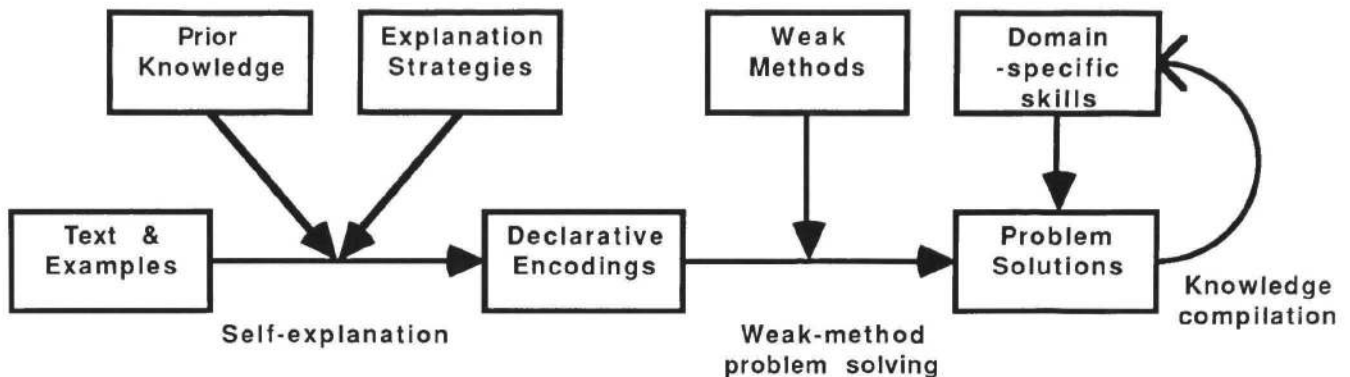 Prior
Knowledge
Explanation
Strategies
Weak
Methods
Domain
-specific
skills
Text &
Examples
Declarative
Encodings
Problem
Solutions
Self-explanation
Weak-method
problem solving
Knowledge
compilation